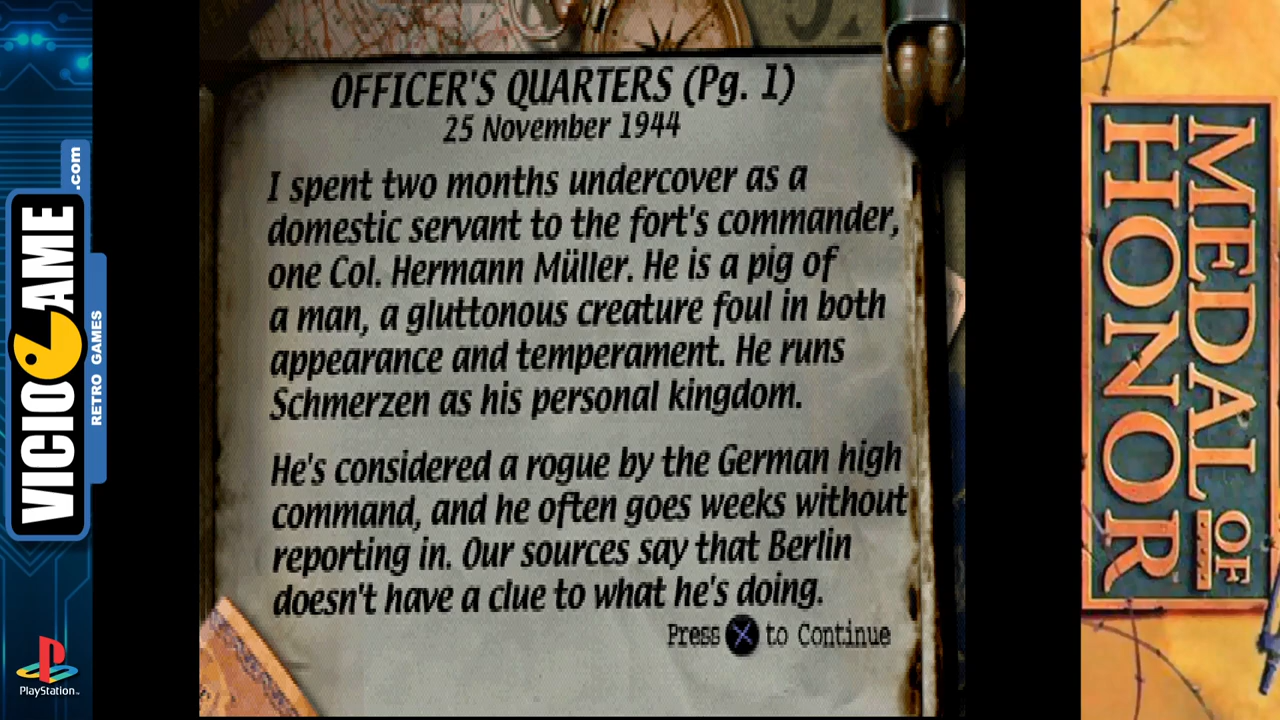 OFFICER'S QUARTERS (Pg. 1)
25 November 1944
I spent two months undercover as a
domestic servant to the fort's commander,
one Col. Hermann Müller. He is a pig of
a man, a gluttonous creature foul in both
appearance and temperament. He runs
Schmerzen as his personal kingdom.
He's considered a rogue by the German high
command, and he often goes weeks without
reporting in. Our sources say that Berlin
doesn't have a clue to what he's doing.
Press X to Continue
VICIOGAME.com
RETRO GAMES
PlayStation
MEDAL OF
HONOR